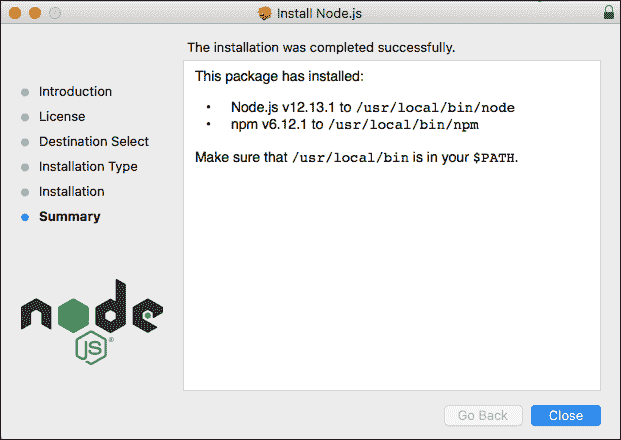 Install Node.js
The installation was completed successfully.
Introduction
License
Destination Select
Installation Type
Installation
Summary
This package has installed:
• Node.js v12.13.1 to /usr/local/bin/node
• npm v6.12.1 to /usr/local/bin/npm
Make sure that /usr/local/bin is in your $PATH.
node
JS®
Go Back
Close